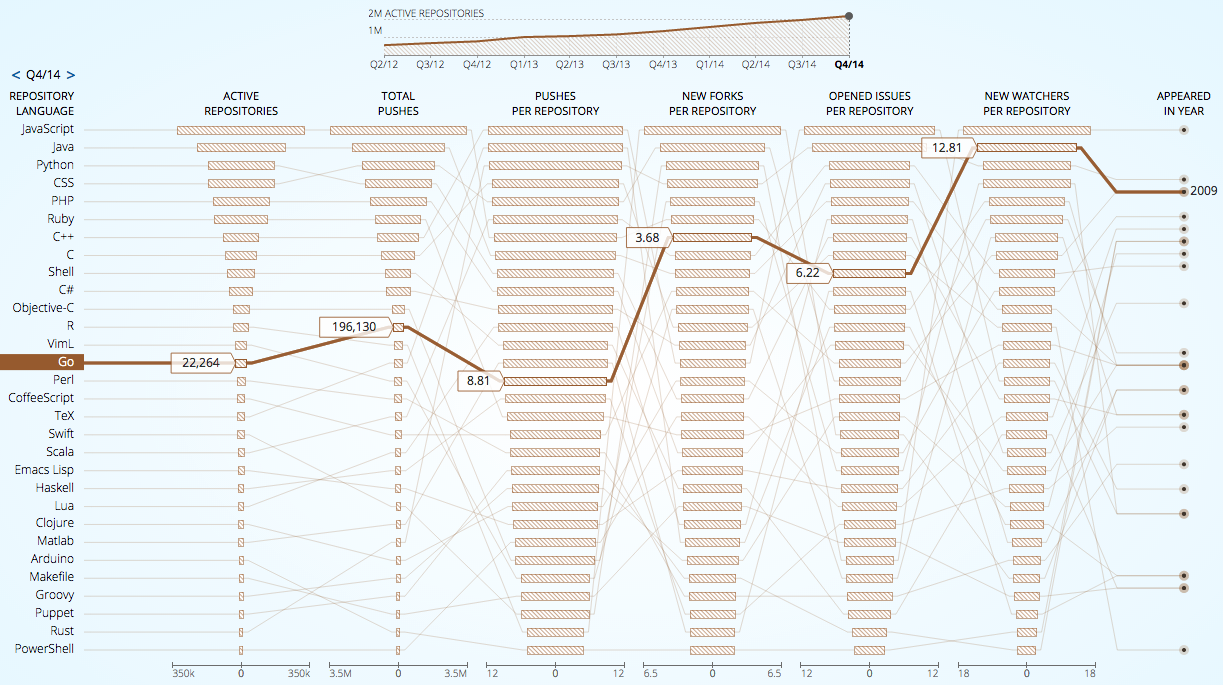 2M ACTIVE REPOSITORIES
1M
Q2/12 Q3/12 Q4/12 Q1/13 Q2/13 Q3/13 Q4/13 Q1/14 Q2/14 Q3/14 Q4/14
< Q4/14 >
REPOSITORY LANGUAGE
ACTIVE REPOSITORIES
TOTAL PUSHES
PUSHES PER REPOSITORY
NEW FORKS PER REPOSITORY
OPENED ISSUES PER REPOSITORY
NEW WATCHERS PER REPOSITORY
APPEARED IN YEAR
JavaScript
Java
12.81
Python
CSS
2009
PHP
Ruby
C++
3.68
C
Shell
6.22
C#
Objective-C
R
196,130
VimL
Go
22,264
Perl
8.81
CoffeeScript
TeX
Swift
Scala
Emacs Lisp
Haskell
Lua
Clojure
Matlab
Arduino
Makefile
Groovy
Puppet
Rust
PowerShell
350k 0 350k 3.5M 0 3.5M 12 0 12 6.5 0 6.5 12 0 12 18 0 18